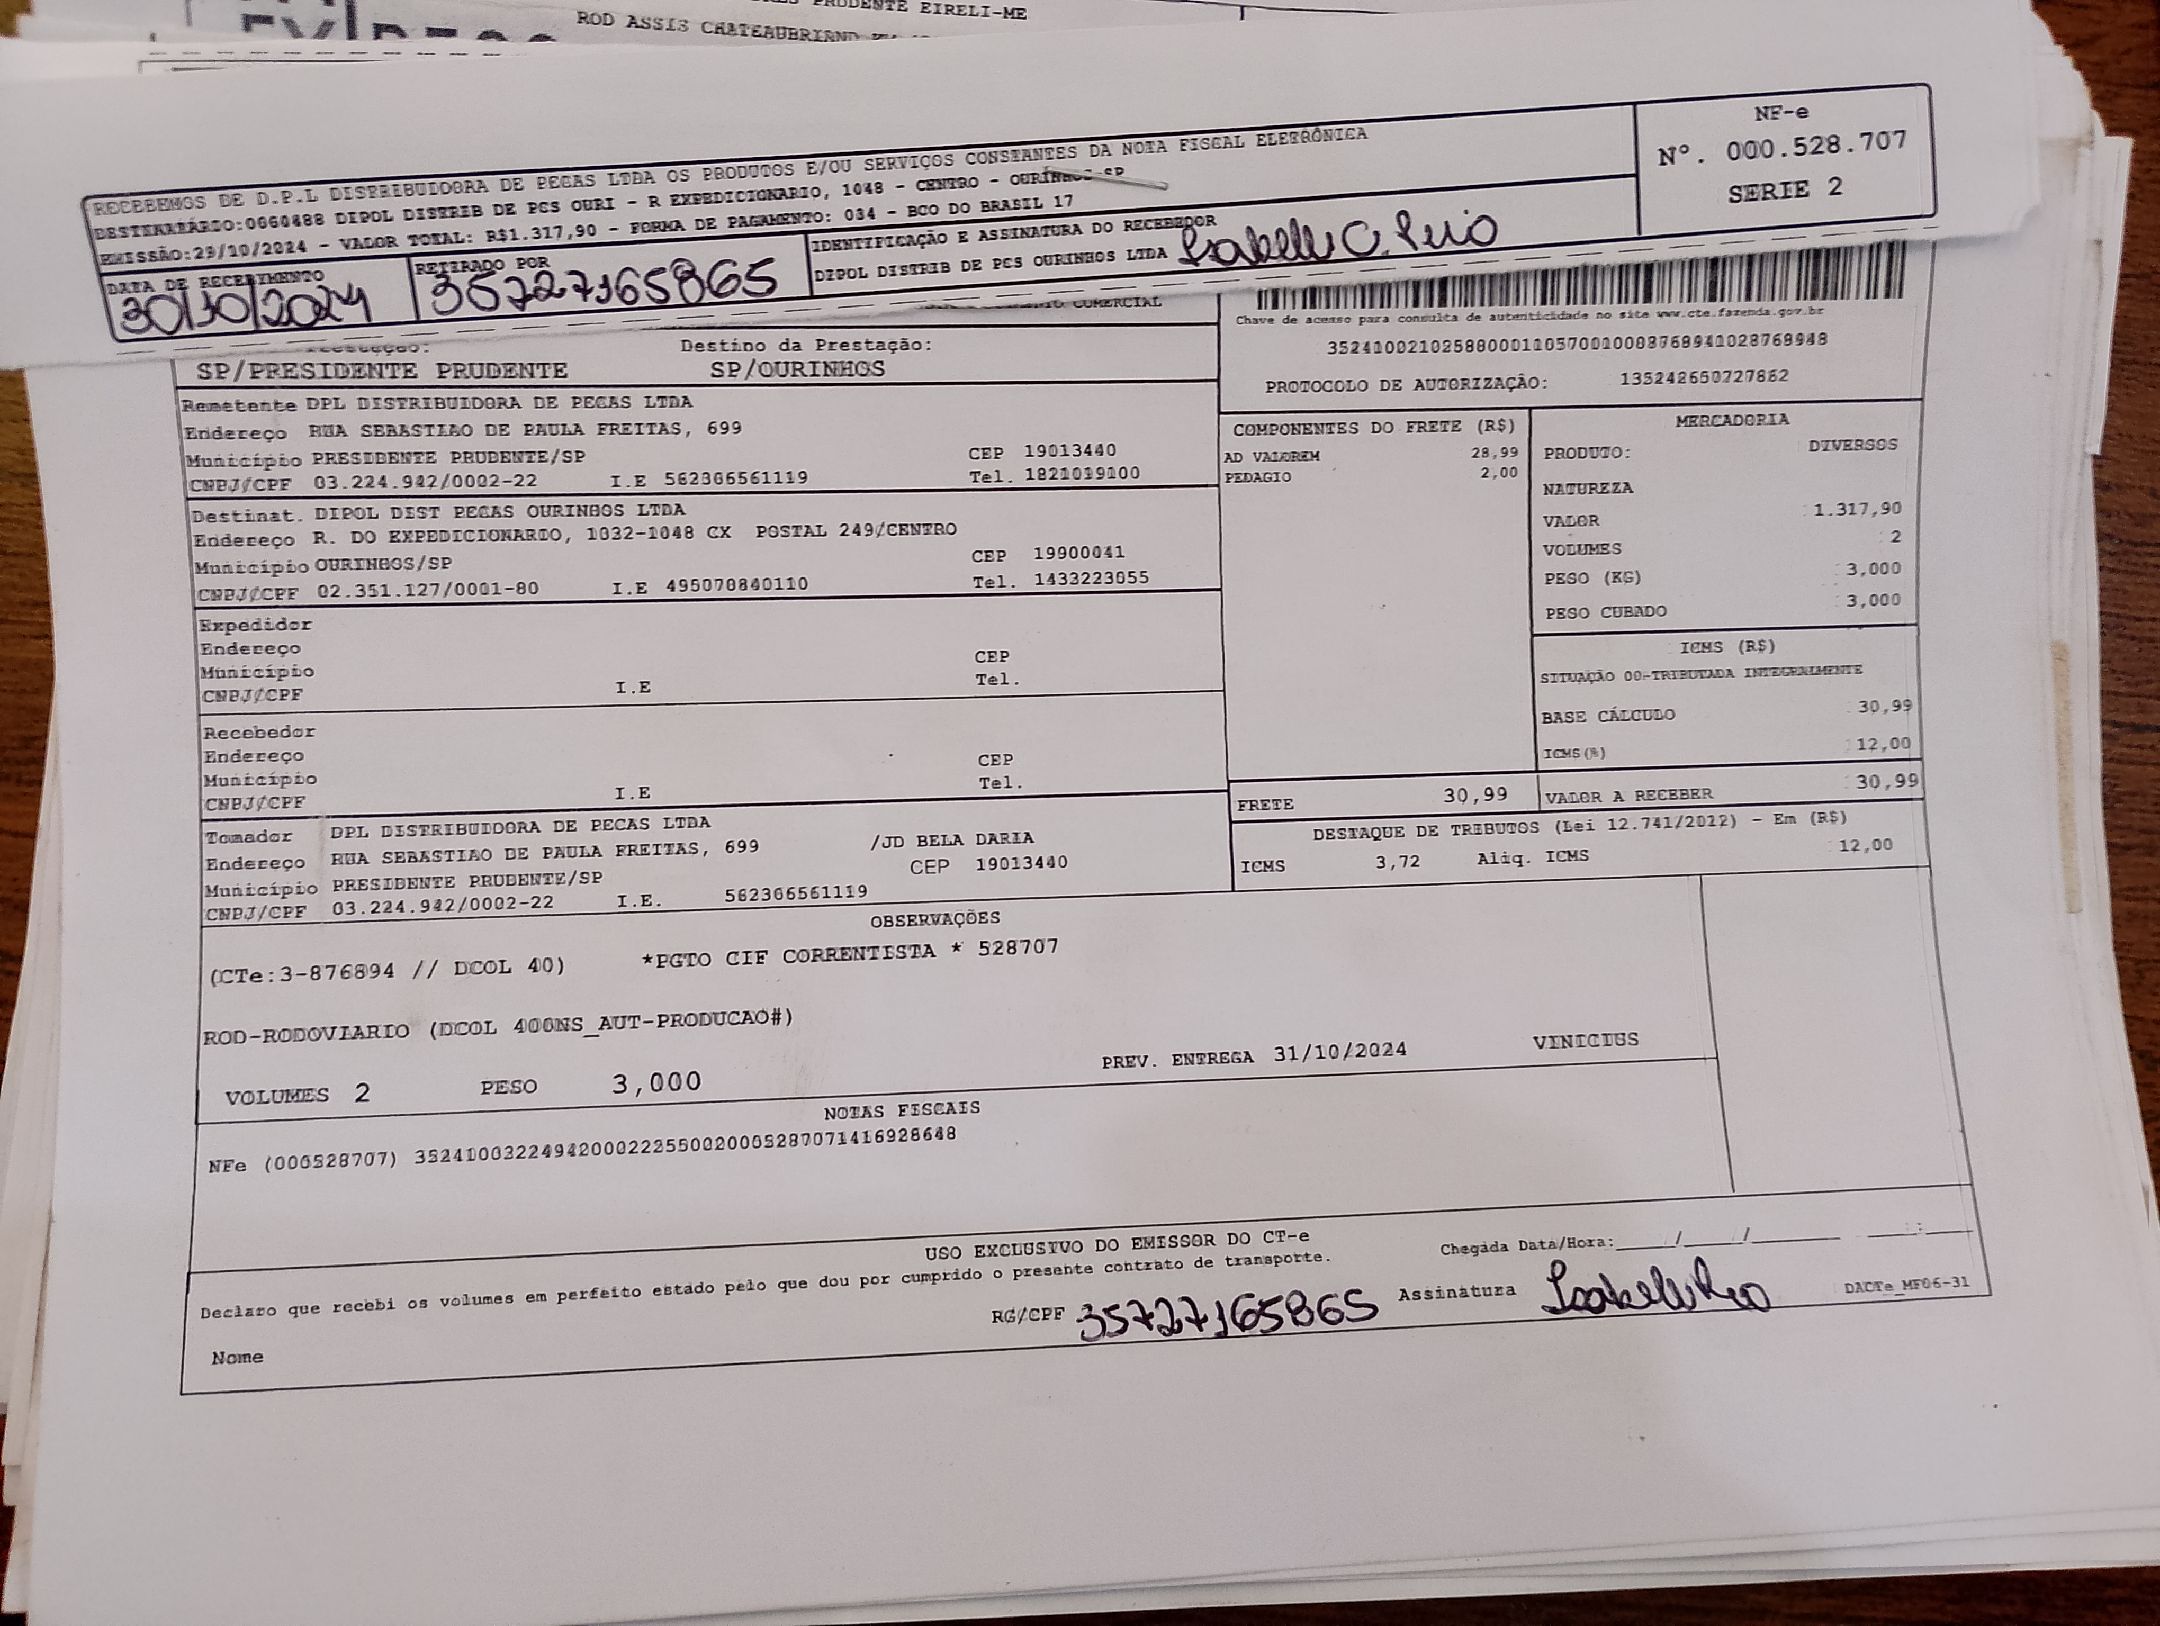 PRUDENTE EIRELI-ME
ROD ASSIS CHATEAUBRIAND
RECEBEMOS DE D.P.L DISTRIBUIDORA DE PECAS LTDA OS PRODUTOS E/OU SERVIÇOS CONSTANTES DA NOTA FISCAL ELETRÔNICA
DESTINATÁRIO:0060488 DIPOL DISTRIB DE PCS OURI - R EXPEDICIONARIO, 1048 - CENTRO - OURINHOS-SP
EMISSÃO:29/10/2024 - VALOR TOTAL: R$1.317,90 - FORMA DE PAGAMENTO: 034 - BCO DO BRASIL 17
NF-e
Nº. 000.528.707
SERIE 2
DATA DE RECEBIMENTO
30/10/2024
RETIRADO POR
35727165865
IDENTIFICAÇÃO E ASSINATURA DO RECEBEDOR
DIPOL DISTRIB DE PCS OURINHOS LTDA
COMERCIAL
Chave de acesso para consulta de autenticidade no site www.cte.fazenda.gov.br
35241002102588000110570010008768941028768948
PROTOCOLO DE AUTORIZAÇÃO: 135242650727862
Destino da Prestação:
SP/PRESIDENTE PRUDENTE SP/OURINHOS
Remetente DPL DISTRIBUIDORA DE PECAS LTDA
Endereço RUA SEBASTIAO DE PAULA FREITAS, 699
Município PRESIDENTE PRUDENTE/SP CEP 19013440
CNPJ/CPF 03.224.942/0002-22 I.E 562306561119 Tel. 1821019100
Destinat. DIPOL DIST PECAS OURINHOS LTDA
Endereço R. DO EXPEDICIONARIO, 1032-1048 CX POSTAL 249/CENTRO
Município OURINHOS/SP CEP 19900041
CNPJ/CPF 02.351.127/0001-80 I.E 495070840110 Tel. 1433223055
Expedidor
Endereço
Município CEP
CNPJ/CPF I.E Tel.
Recebedor
Endereço
Município CEP
CNPJ/CPF I.E Tel.
Tomador DPL DISTRIBUIDORA DE PECAS LTDA
Endereço RUA SEBASTIAO DE PAULA FREITAS, 699 /JD BELA DARIA
Município PRESIDENTE PRUDENTE/SP CEP 19013440
CNPJ/CPF 03.224.942/0002-22 I.E. 562306561119
COMPONENTES DO FRETE (R$)
AD VALOREM 28,99
PEDAGIO 2,00
FRETE 30,99
MERCADORIA
PRODUTO: DIVERSOS
NATUREZA
VALOR 1.317,90
VOLUMES 2
PESO (KG) 3,000
PESO CUBADO 3,000
ICMS (R$)
SITUAÇÃO 00-TRIBUTADA INTEGRALMENTE
BASE CÁLCULO 30,99
ICMS(%) 12,00
VALOR A RECEBER 30,99
DESTAQUE DE TRIBUTOS (Lei 12.741/2022) - Em (R$)
ICMS 3,72 Aliq. ICMS 12,00
OBSERVAÇÕES
(CTe:3-876894 // DCOL 40) *PGTO CIF CORRENTISTA * 528707
ROD-RODOVIARIO (DCOL 400NS_AUT-PRODUCAO#)
VOLUMES 2 PESO 3,000 PREV. ENTREGA 31/10/2024 VINICIUS
NOTAS FISCAIS
NFe (000528707) 35241003224942000222550020005287071416928648
USO EXCLUSIVO DO EMISSOR DO CT-e
Declaro que recebi os volumes em perfeito estado pelo que dou por cumprido o presente contrato de transporte.
Chegada Data/Hora:____/____/______ ___:___
Nome RG/CPF 35727165865 Assinatura
DACTe_MF06-31